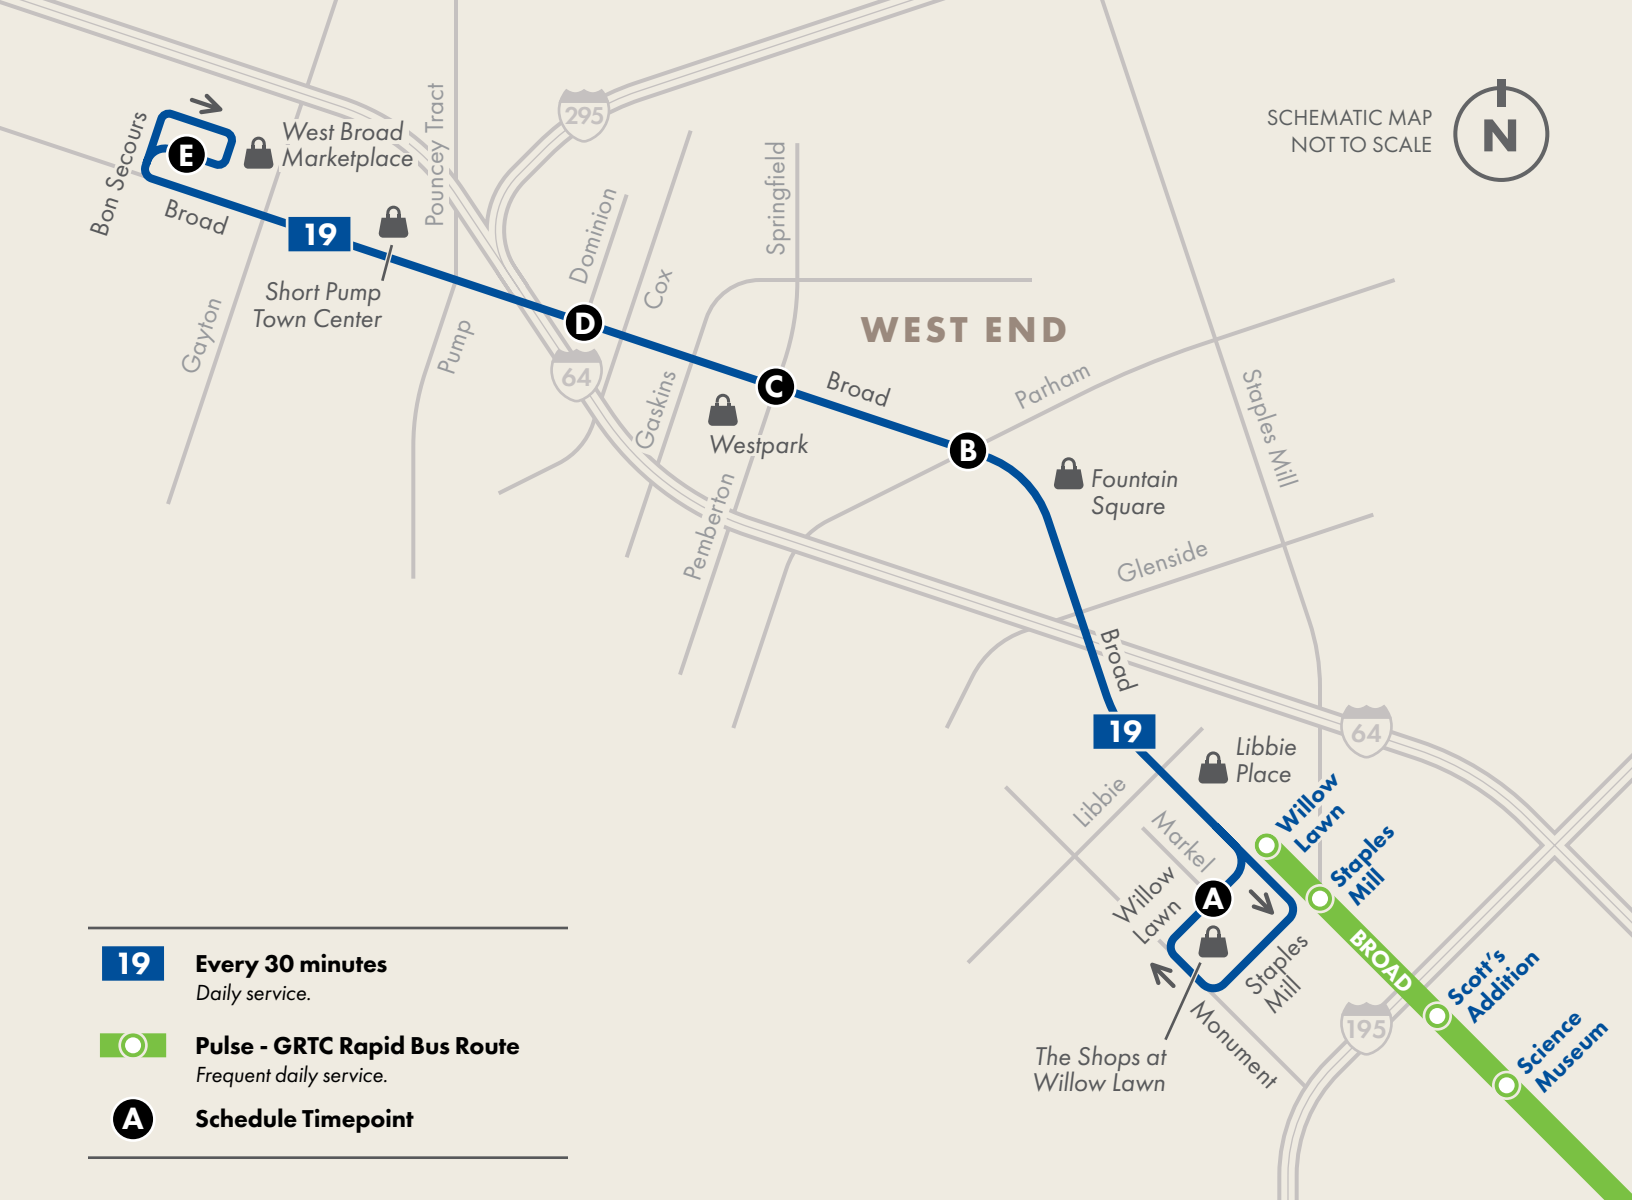 295
Bon Secours
E
West Broad
Marketplace
Pouncey Tract
SCHEMATIC MAP
NOT TO SCALE
N
Broad
19
Dominion
Springfield
Short Pump
Town Center
Cox
D
Gayton
Pump
64
WEST END
C
Broad
Parham
Gaskins
Westpark
B
Staples Mill
Fountain
Square
Pemberton
Glenside
Broad
19
64
Libbie
Place
Libbie
Willow
Lawn
Markel
Staples
Mill
Willow
Lawn
A
BROAD
Staples
Mill
Scott's
Addition
195
Monument
Science
Museum
The Shops at
Willow Lawn
19
Every 30 minutes
Daily service.
Pulse - GRTC Rapid Bus Route
Frequent daily service.
A
Schedule Timepoint